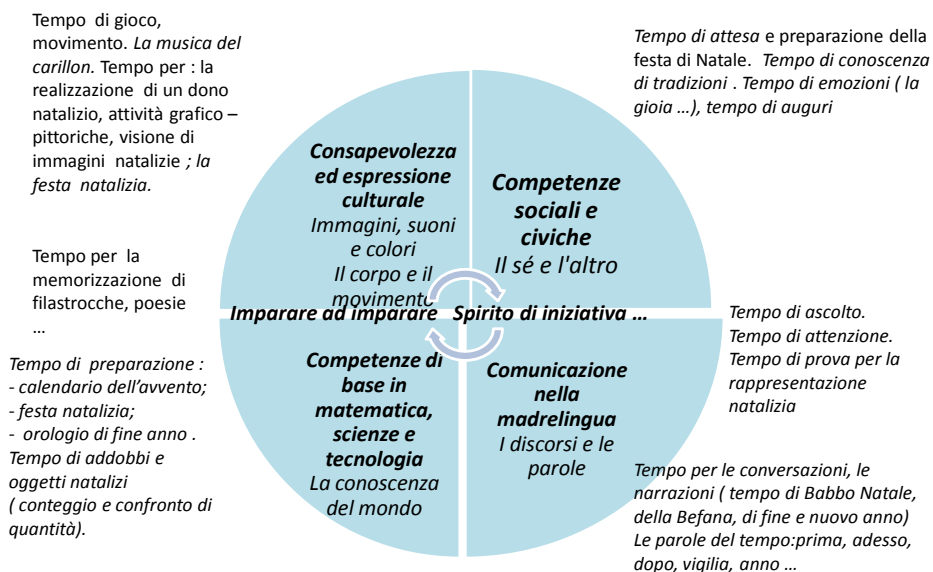 Tempo di gioco,
movimento. La musica del
carillon. Tempo per : la
realizzazione di un dono
natalizio, attività grafico –
pittoriche, visione di
immagini natalizie ; la
festa natalizia.
Tempo di attesa e preparazione della
festa di Natale. Tempo di conoscenza
di tradizioni . Tempo di emozioni ( la
gioia …), tempo di auguri
Consapevolezza
ed espressione
culturale
Immagini, suoni
e colori
Il corpo e il
movimento
Competenze
sociali e
civiche
Il sé e l'altro
Tempo per la
memorizzazione di
filastrocche, poesie
…
Imparare ad imparare
Spirito di iniziativa …
Tempo di ascolto.
Tempo di attenzione.
Tempo di prova per la
rappresentazione
natalizia
Tempo di preparazione :
- calendario dell’avvento;
- festa natalizia;
- orologio di fine anno .
Tempo di addobbi e
oggetti natalizi
( conteggio e confronto di
quantità).
Competenze di
base in
matematica,
scienze e
tecnologia
La conoscenza
del mondo
Comunicazione
nella
madrelingua
I discorsi e le
parole
Tempo per le conversazioni, le
narrazioni ( tempo di Babbo Natale,
della Befana, di fine e nuovo anno)
Le parole del tempo:prima, adesso,
dopo, vigilia, anno …